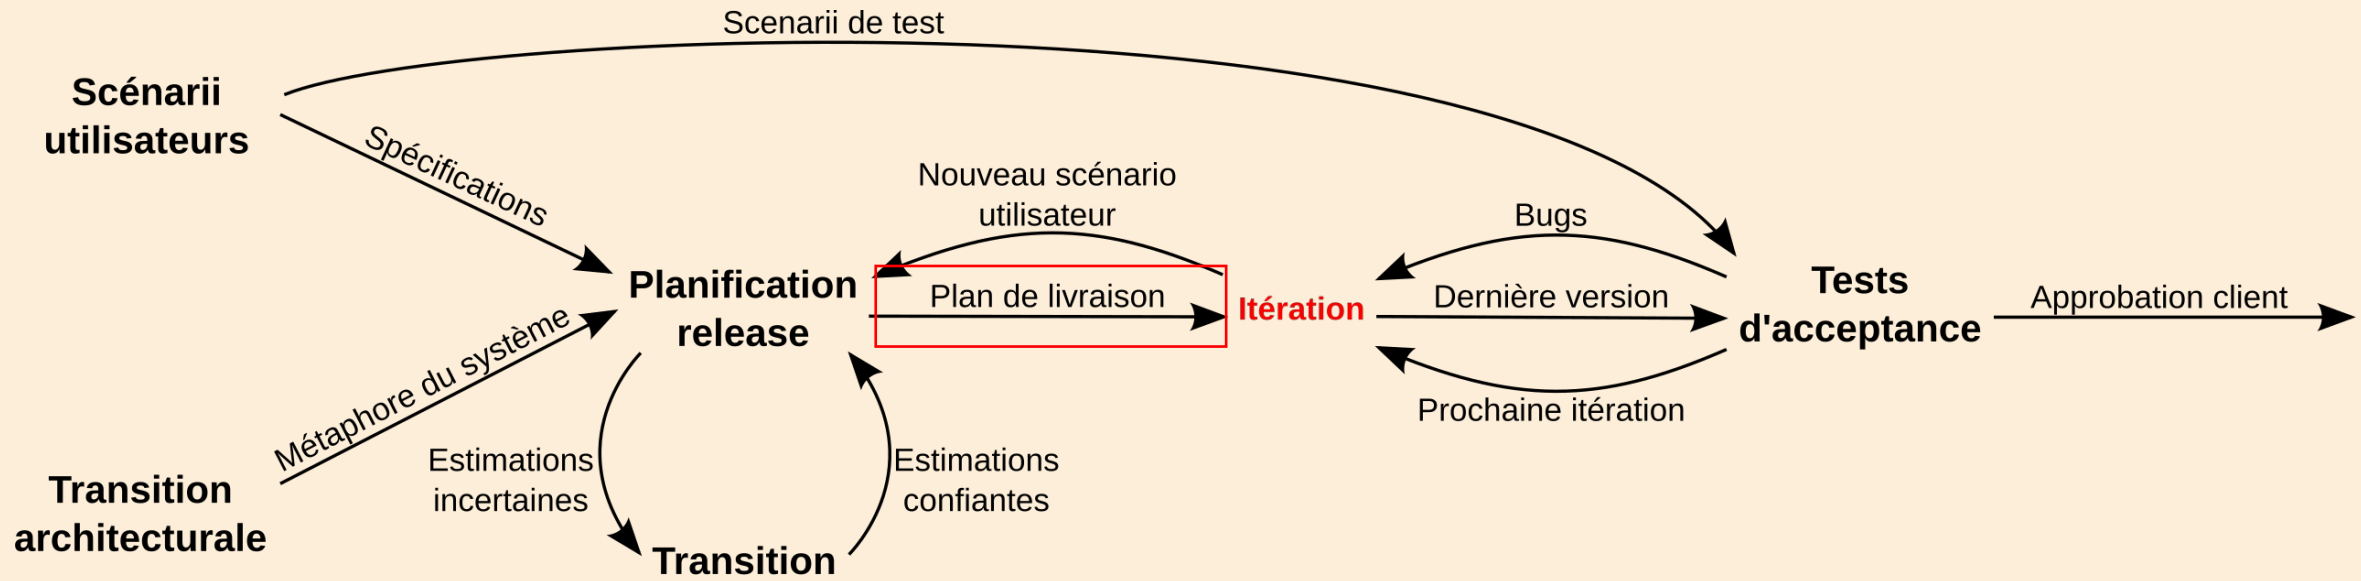 Scenarii de test
Scénarii
utilisateurs
Spécifications
Nouveau scénario
utilisateur
Bugs
Planification
release
Plan de livraison
Itération
Dernière version
Tests
d'acceptance
Approbation client
Métaphore du système
Prochaine itération
Estimations
incertaines
Estimations
confiantes
Transition
architecturale
Transition